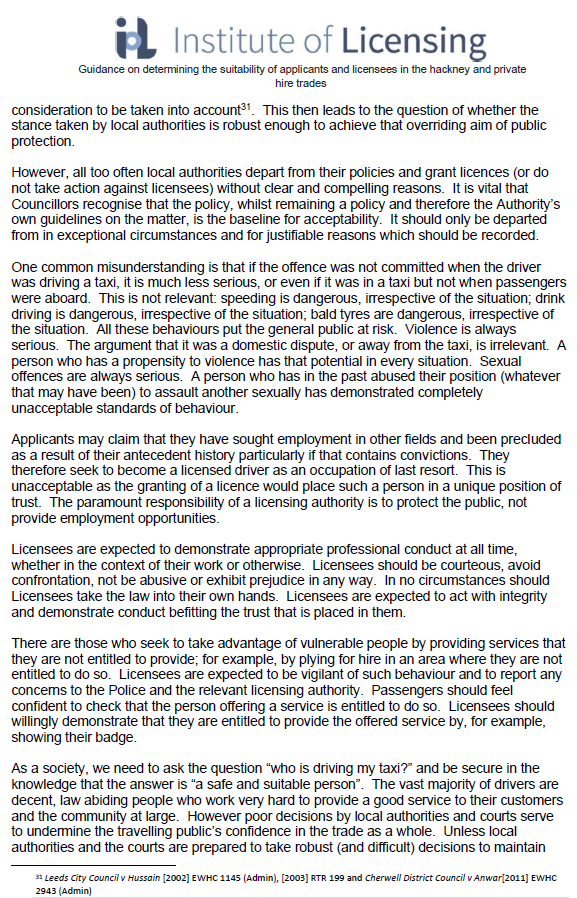 ioL Institute of Licensing
Guidance on determining the suitability of applicants and licensees in the hackney and private
hire trades
consideration to be taken into account31. This then leads to the question of whether the
stance taken by local authorities is robust enough to achieve that overriding aim of public
protection.
However, all too often local authorities depart from their policies and grant licences (or do
not take action against licensees) without clear and compelling reasons. It is vital that
Councillors recognise that the policy, whilst remaining a policy and therefore the Authority's
own guidelines on the matter, is the baseline for acceptability. It should only be departed
from in exceptional circumstances and for justifiable reasons which should be recorded.
One common misunderstanding is that if the offence was not committed when the driver
was driving a taxi, it is much less serious, or even if it was in a taxi but not when passengers
were aboard. This is not relevant: speeding is dangerous, irrespective of the situation; drink
driving is dangerous, irrespective of the situation; bald tyres are dangerous, irrespective of
the situation. All these behaviours put the general public at risk. Violence is always
serious. The argument that it was a domestic dispute, or away from the taxi, is irrelevant. A
person who has a propensity to violence has that potential in every situation. Sexual
offences are always serious. A person who has in the past abused their position (whatever
that may have been) to assault another sexually has demonstrated completely
unacceptable standards of behaviour.
Applicants may claim that they have sought employment in other fields and been precluded
as a result of their antecedent history particularly if that contains convictions. They
therefore seek to become a licensed driver as an occupation of last resort. This is
unacceptable as the granting of a licence would place such a person in a unique position of
trust. The paramount responsibility of a licensing authority is to protect the public, not
provide employment opportunities.
Licensees are expected to demonstrate appropriate professional conduct at all time,
whether in the context of their work or otherwise. Licensees should be courteous, avoid
confrontation, not be abusive or exhibit prejudice in any way. In no circumstances should
Licensees take the law into their own hands. Licensees are expected to act with integrity
and demonstrate conduct befitting the trust that is placed in them.
There are those who seek to take advantage of vulnerable people by providing services that
they are not entitled to provide; for example, by plying for hire in an area where they are not
entitled to do so. Licensees are expected to be vigilant of such behaviour and to report any
concerns to the Police and the relevant licensing authority. Passengers should feel
confident to check that the person offering a service is entitled to do so. Licensees should
willingly demonstrate that they are entitled to provide the offered service by, for example,
showing their badge.
As a society, we need to ask the question "who is driving my taxi?" and be secure in the
knowledge that the answer is "a safe and suitable person". The vast majority of drivers are
decent, law abiding people who work very hard to provide a good service to their customers
and the community at large. However poor decisions by local authorities and courts serve
to undermine the travelling public's confidence in the trade as a whole. Unless local
authorities and the courts are prepared to take robust (and difficult) decisions to maintain
31 Leeds City Council v Hussain [2002] EWHC 1145 (Admin), [2003] RTR 199 and Cherwell District Council v Anwar[2011] EWHC
2943 (Admin)